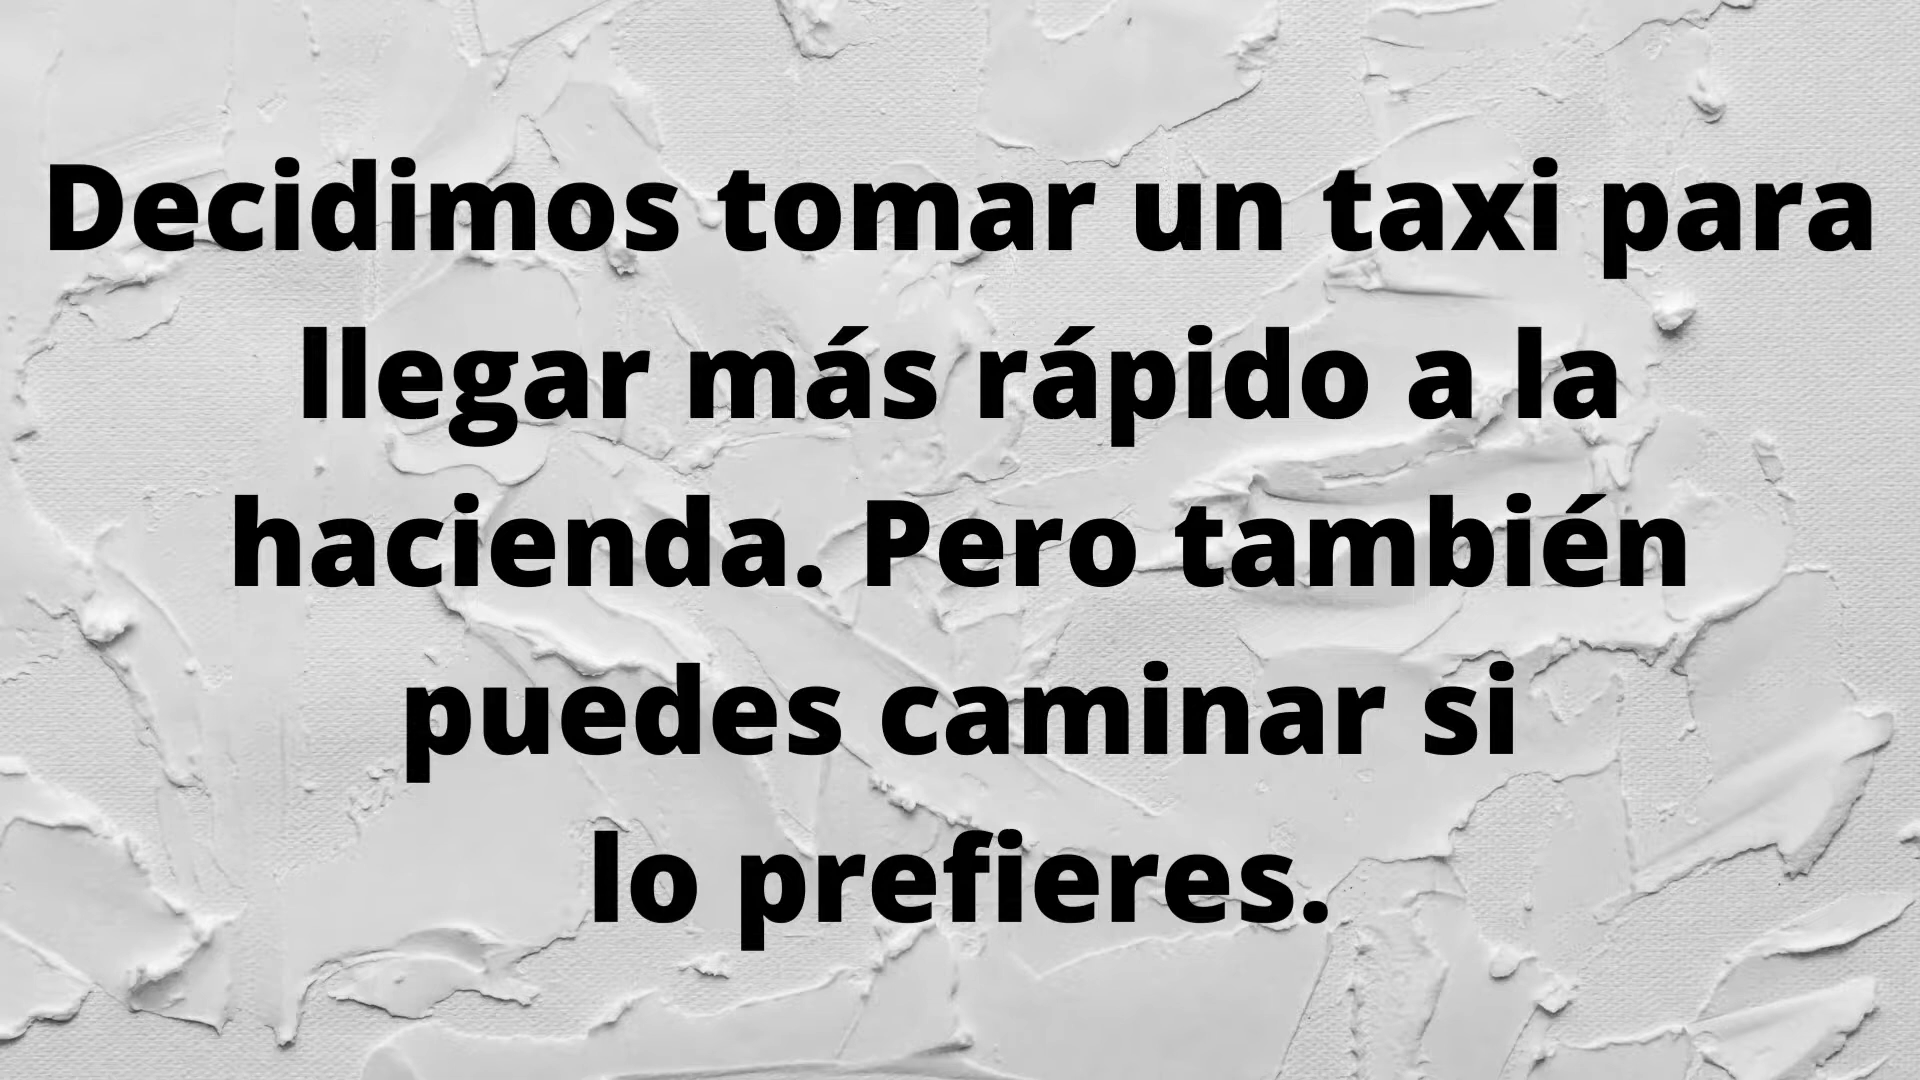 Decidimos tomar un taxi para
llegar más rápido a la
hacienda. Pero también
puedes caminar si
lo prefieres.